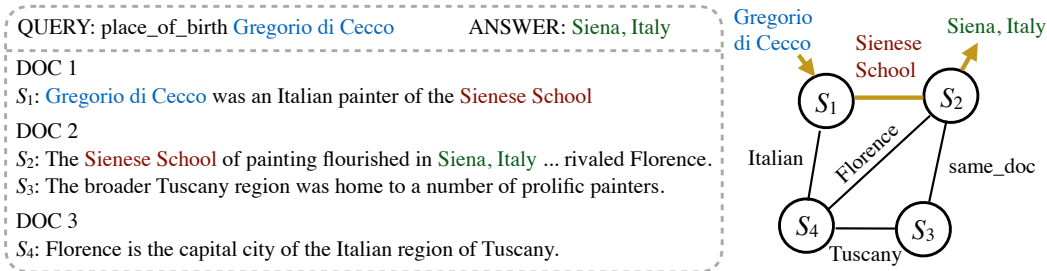 QUERY: place_of_birth Gregorio di Cecco ANSWER: Siena, Italy
DOC 1
S1: Gregorio di Cecco was an Italian painter of the Sienese School
DOC 2
S2: The Sienese School of painting flourished in Siena, Italy ... rivaled Florence.
S3: The broader Tuscany region was home to a number of prolific painters.
DOC 3
S4: Florence is the capital city of the Italian region of Tuscany.
Gregorio
di Cecco
Sienese
School
Siena, Italy
S1
S2
Italian
Florence
same_doc
S4
S3
Tuscany